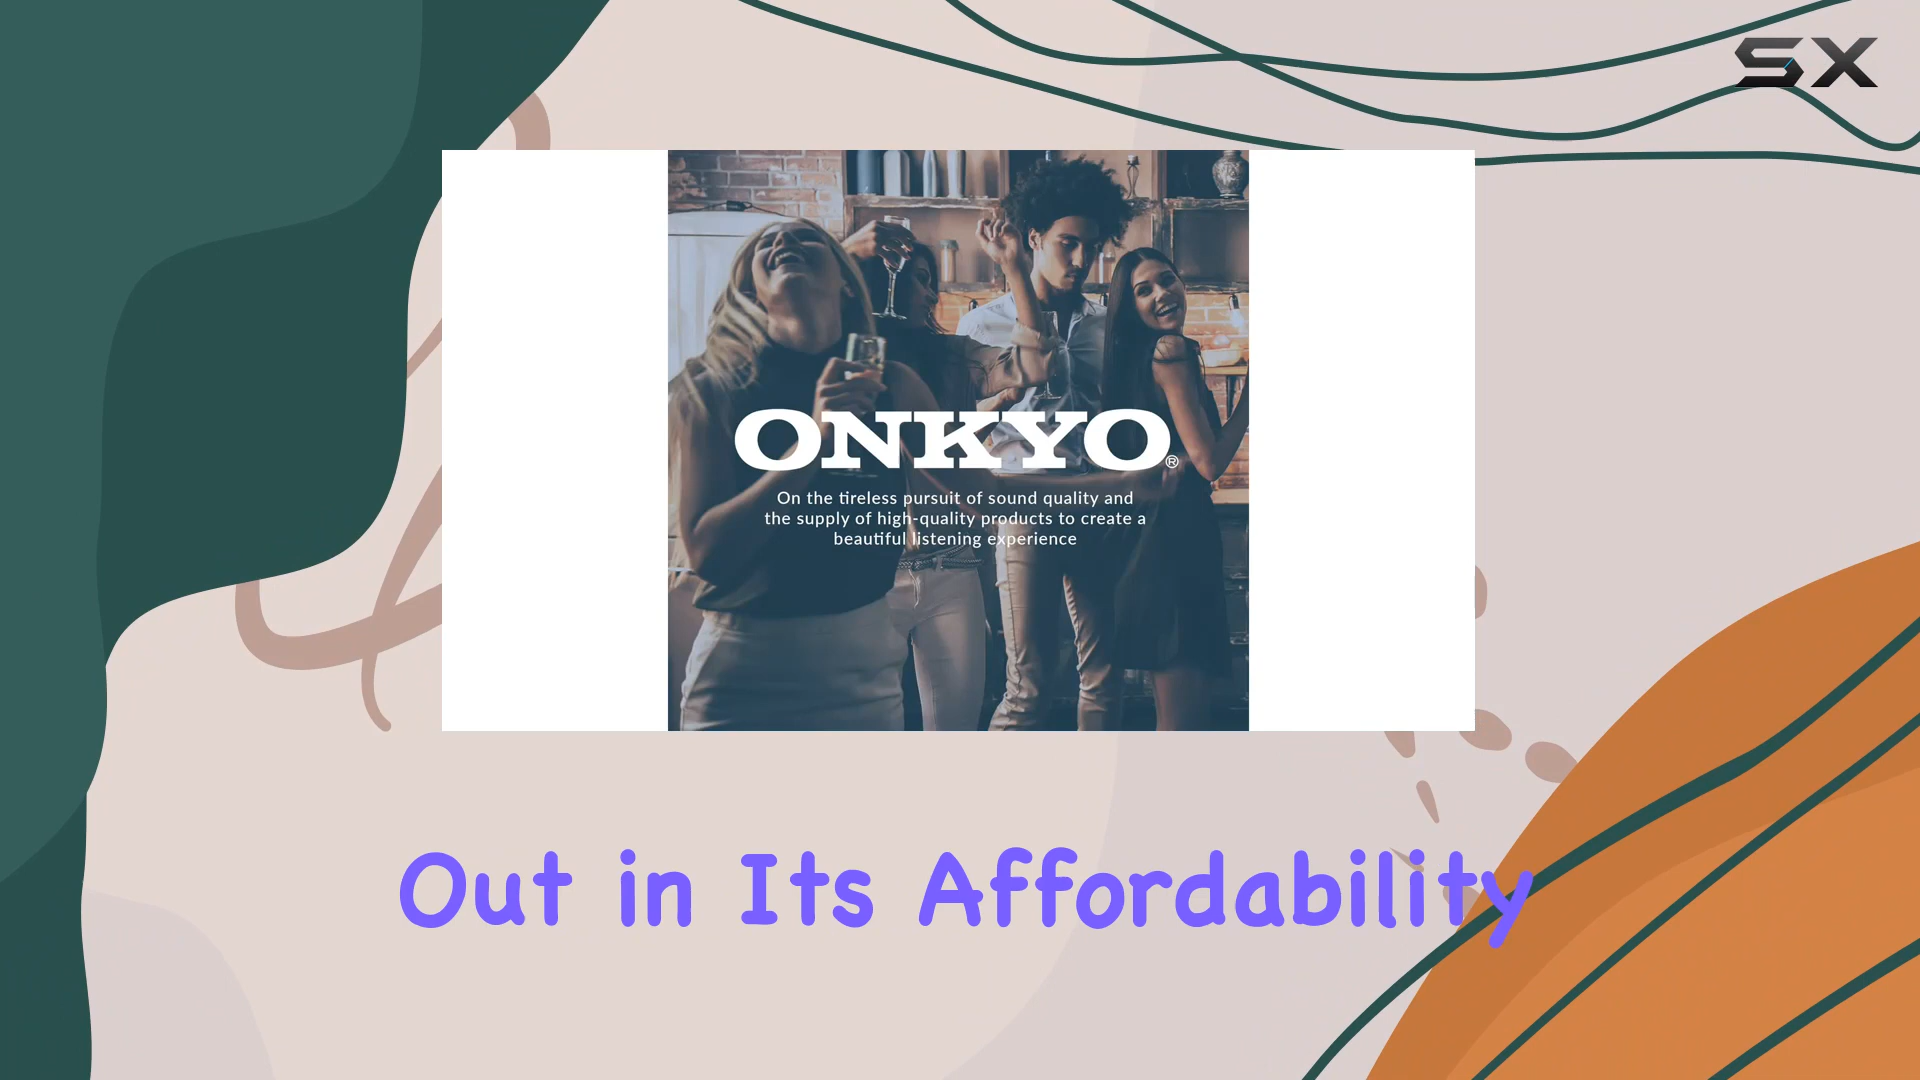 SX
ONKYO®
On the tireless pursuit of sound quality and
the supply of high-quality products to create a
beautiful listening experience
Out in Its Affordability